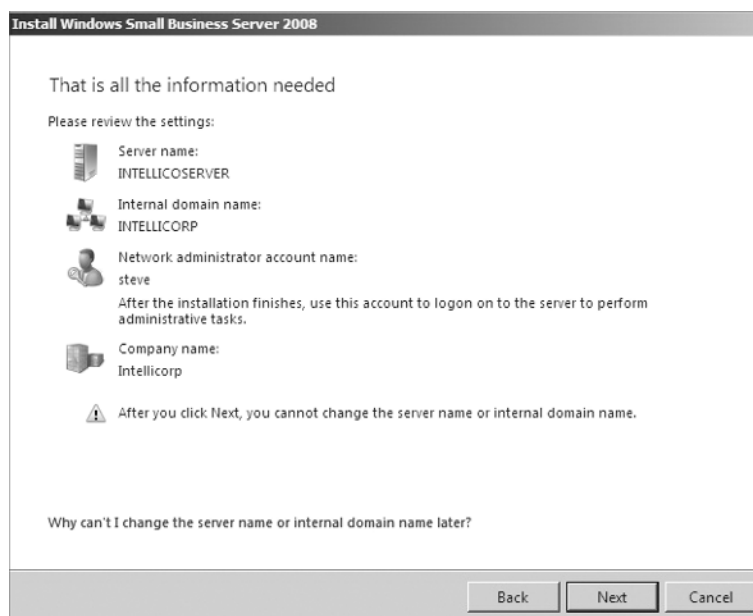 Install Windows Small Business Server 2008
That is all the information needed
Please review the settings:
Server name:
INTELLICOSERVER
Internal domain name:
INTELLICORP
Network administrator account name:
steve
After the installation finishes, use this account to logon on to the server to perform
administrative tasks.
Company name:
Intellicorp
After you click Next, you cannot change the server name or internal domain name.
Why can't I change the server name or internal domain name later?
Back Next Cancel